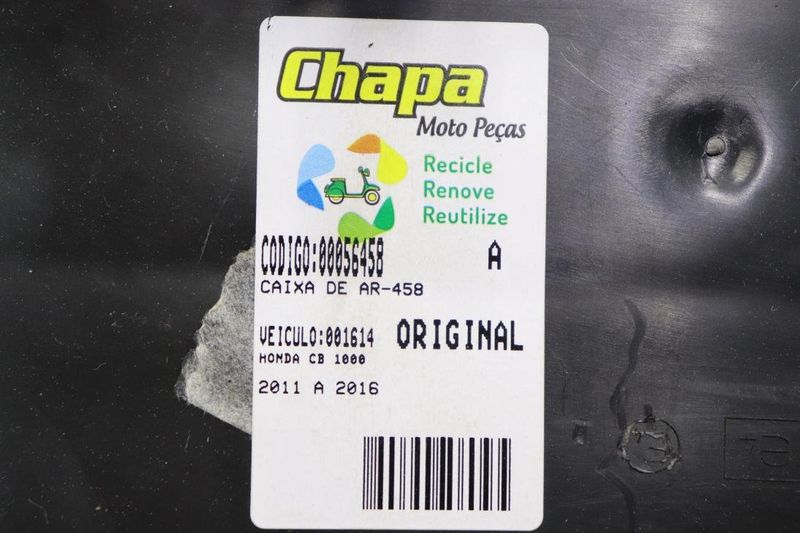 Chapa
Moto Peças
Recicle
Renove
Reutilize
CODIGO:00056458 A
CAIXA DE AR-458
VEICULO:001614 ORIGINAL
HONDA CB 1000
2011 A 2016